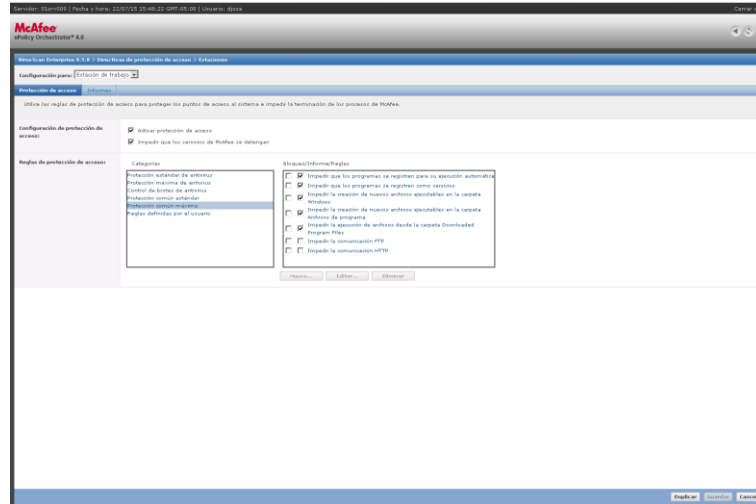 Servidor: SServ009 | Fecha y hora: 22/07/15 15:48:22 GMT-05:00 | Usuario: djosa
Cerrar
McAfee
ePolicy Orchestrator® 4.0
VirusScan Enterprise 8.5.0 > Directivas de protección de acceso > Estaciones
Configuración para: Estación de trabajo
Protección de acceso Informes
Utilice las reglas de protección de acceso para proteger los puntos de acceso al sistema e impedir la terminación de los procesos de McAfee.
Configuración de protección de
acceso:
Activar protección de acceso
Impedir que los servicios de McAfee se detengan
Reglas de protección de acceso:
Categorías
Protección estándar de antivirus
Protección máxima de antivirus
Control de brotes de antivirus
Protección común estándar
Protección común máxima
Reglas definidas por el usuario
Bloques/Informe/Reglas
Impedir que los programas se registren para su ejecución automática
Impedir que los programas se registren como servicios
Impedir la creación de nuevos archivos ejecutables en la carpeta
Windows
Impedir la creación de nuevos archivos ejecutables en la carpeta
Archivos de programa
Impedir la ejecución de archivos desde la carpeta Downloaded
Program Files
Impedir la comunicación FTP
Impedir la comunicación HTTP
Nueva... Editar... Eliminar
Duplicar Guardar Cance